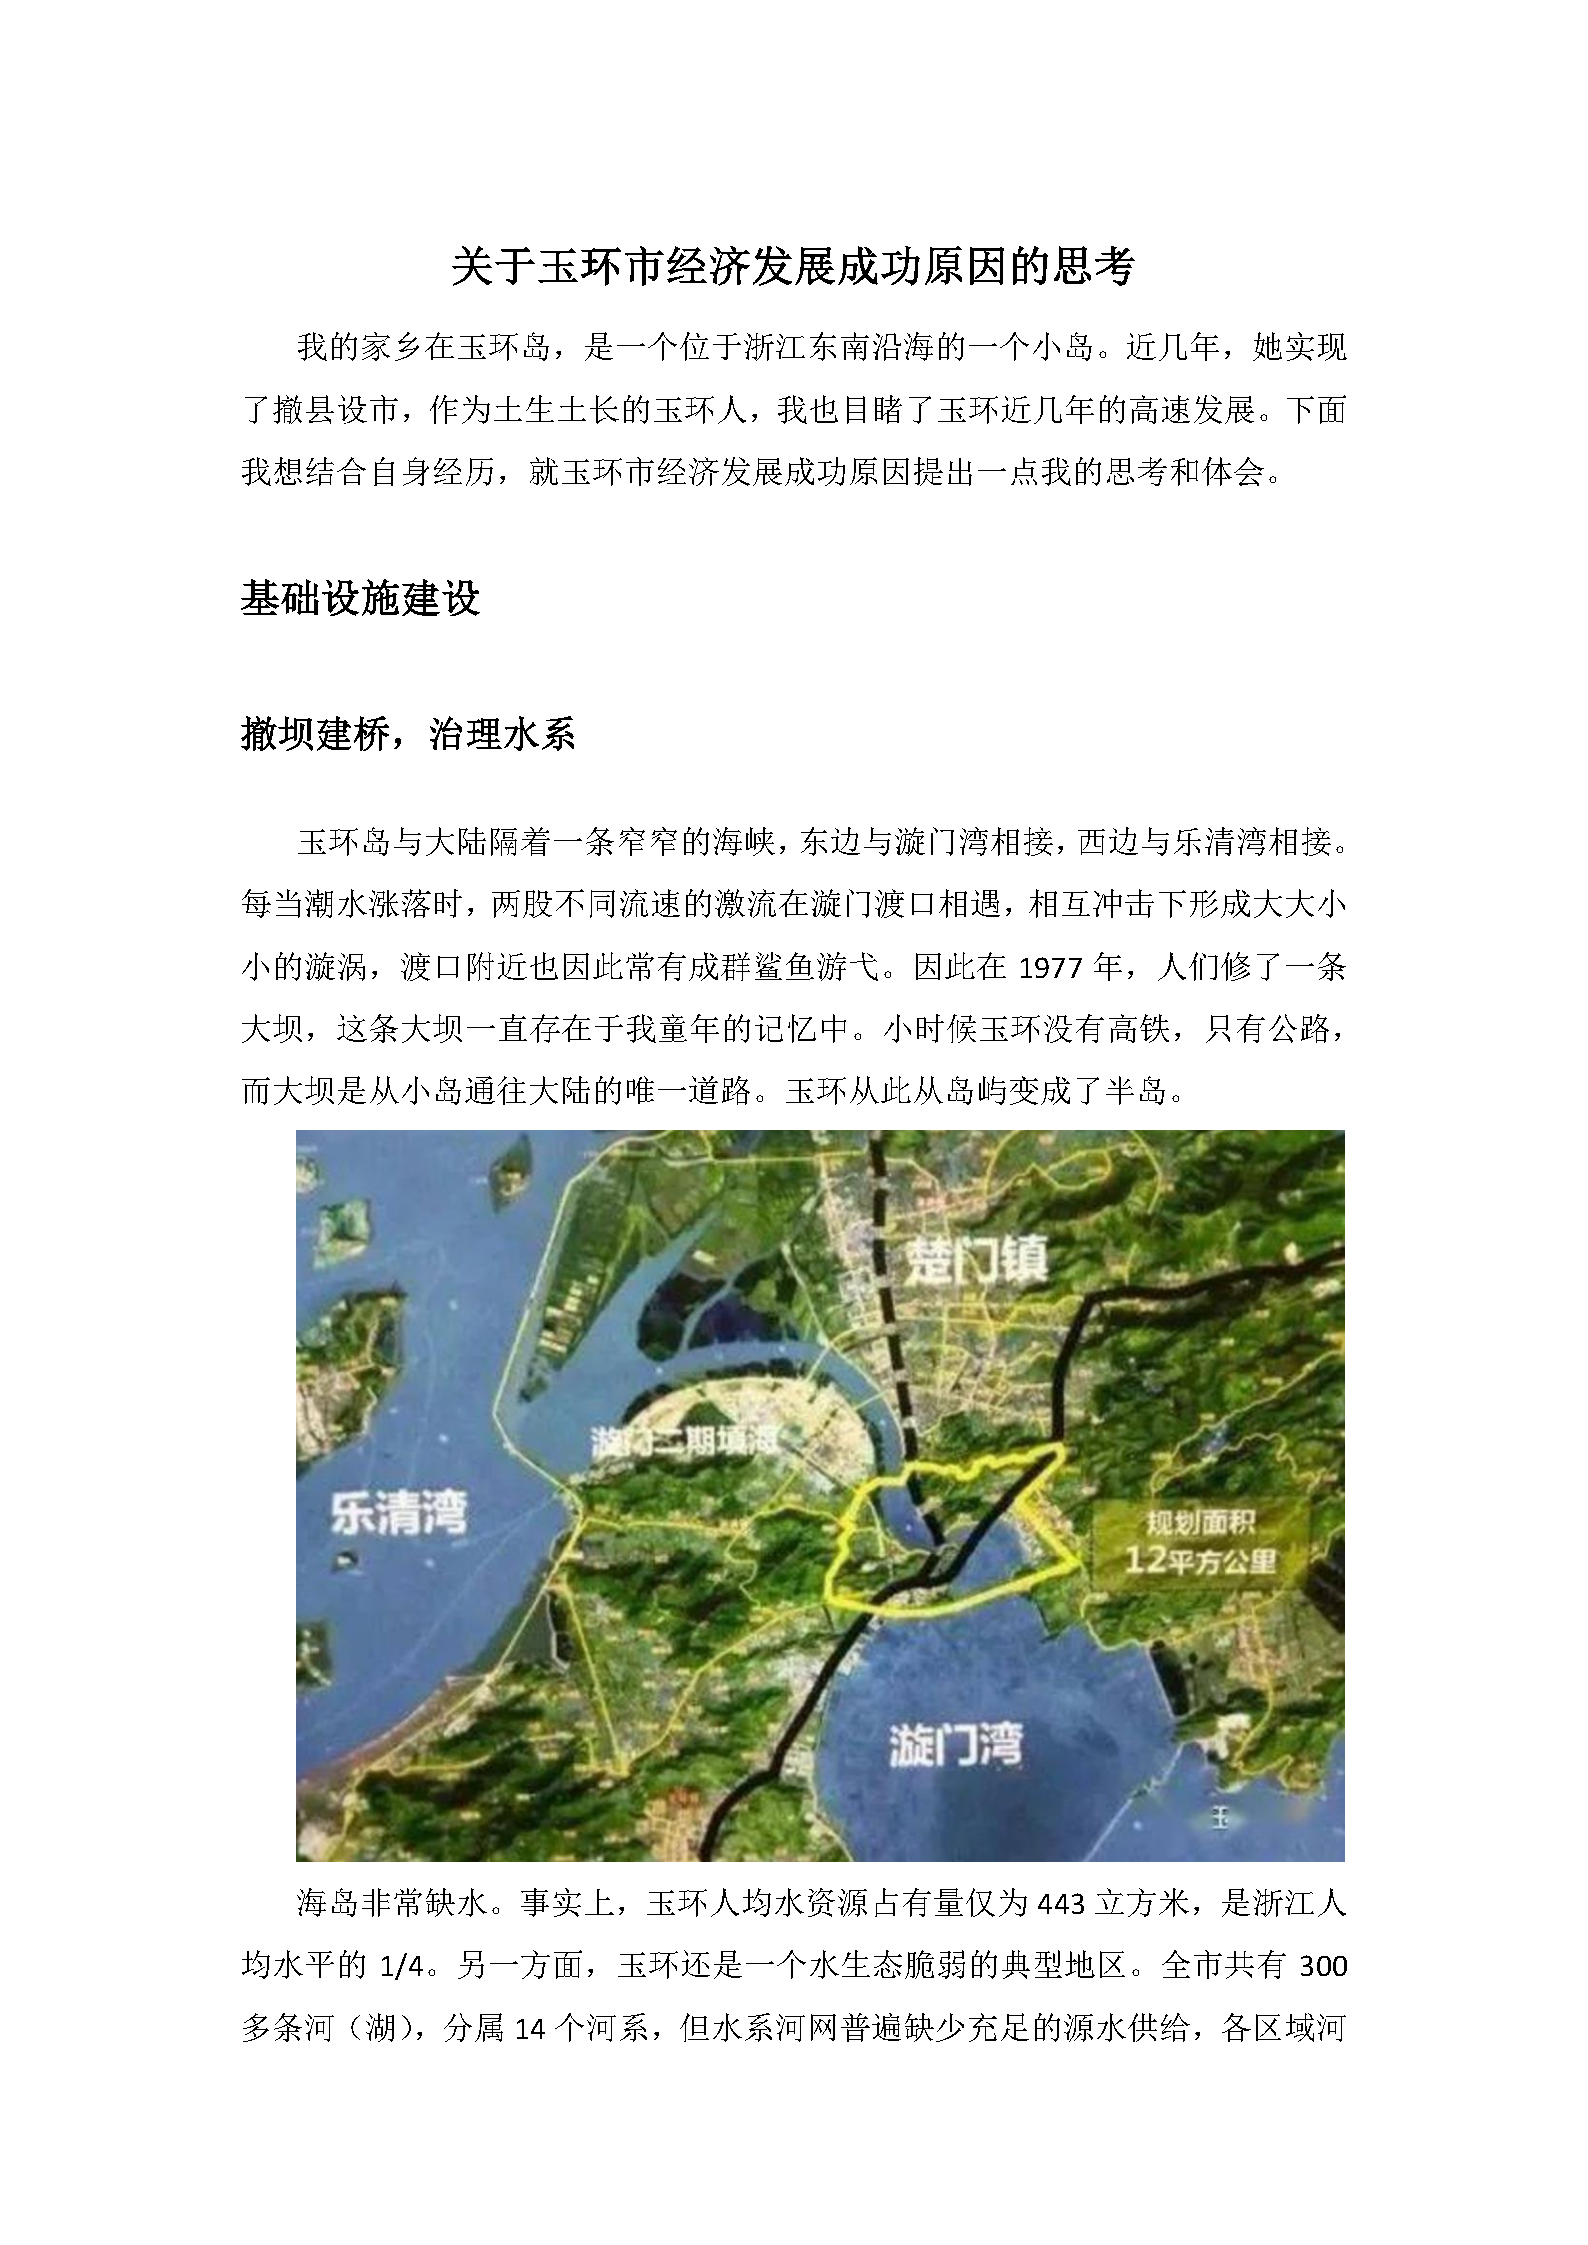 关于玉环市经济发展成功原因的思考
我的家乡在玉环岛，是一个位于浙江东南沿海的一个小岛。近几年，她实现
了撤县设市，作为土生土长的玉环人，我也目睹了玉环近几年的高速发展。下面
我想结合自身经历，就玉环市经济发展成功原因提出一点我的思考和体会。
基础设施建设
撤坝建桥，治理水系
玉环岛与大陆隔着一条窄窄的海峡，东边与漩门湾相接，西边与乐清湾相接。
每当潮水涨落时，两股不同流速的激流在漩门渡口相遇，相互冲击下形成大大小
小的漩涡，渡口附近也因此常有成群鲨鱼游弋。因此在 1977 年，人们修了一条
大坝，这条大坝一直存在于我童年的记忆中。小时候玉环没有高铁，只有公路，
而大坝是从小岛通往大陆的唯一道路。玉环从此从岛屿变成了半岛。
楚门镇
漩门二期填海
乐清湾
规划面积
12平方公里
漩门湾
玉
海岛非常缺水。事实上，玉环人均水资源占有量仅为 443 立方米，是浙江人
均水平的 1/4。另一方面，玉环还是一个水生态脆弱的典型地区。全市共有 300
多条河（湖），分属 14 个河系，但水系河网普遍缺少充足的源水供给，各区域河